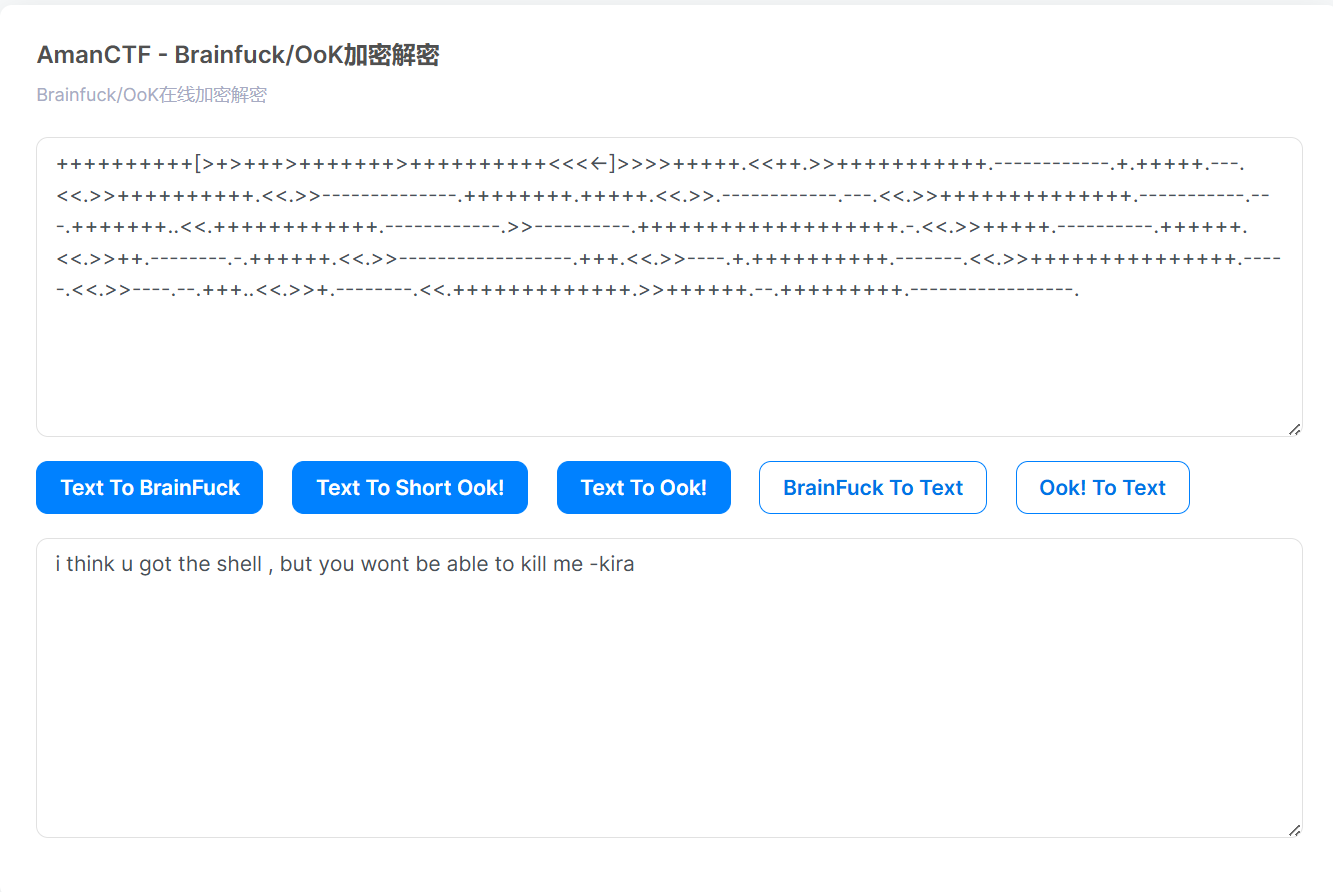 AmanCTF - Brainfuck/OoK加密解密
Brainfuck/OoK在线加密解密
++++++++++[>+>+++>+++++++>++++++++++<<<<-]>>>>+++++.<<++.>>+++++++++++.------------.+.+++++.---.
<<.>>++++++++++.<<.>>--------------.++++++++.+++++.<<.>>.------------.---.<<.>>++++++++++++++.-----------.--
-.+++++++..<<.++++++++++++.------------.>>----------.+++++++++++++++++++.-.<<.>>+++++.----------.++++++.
<<.>>++.--------.-.++++++.<<.>>------------------.+++.<<.>>----.+.++++++++++.-------.<<.>>+++++++++++++++.----
-.<<.>>----.--.+++..<<.>>+.--------.<<.+++++++++++++.>>++++++.--.+++++++++.-----------------.
Text To BrainFuck
Text To Short Ook!
Text To Ook!
BrainFuck To Text
Ook! To Text
i think u got the shell , but you wont be able to kill me -kira